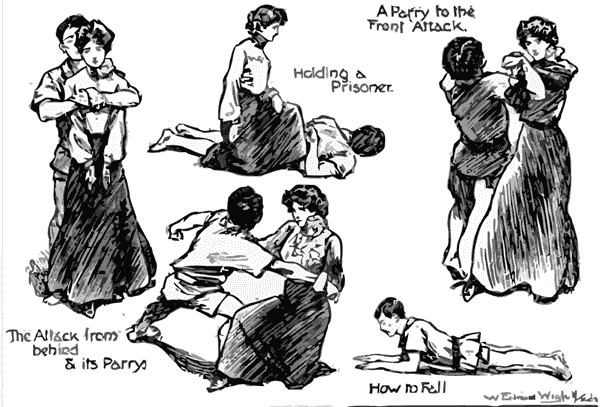 A Parry to the
Front Attack.
Holding a
Prisoner.
The Attack from
behind
& its Parry
How to Fall
W